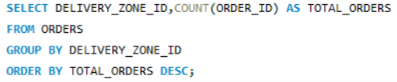 SELECT DELIVERY_ZONE_ID,COUNT(ORDER_ID) AS TOTAL_ORDERS
FROM ORDERS
GROUP BY DELIVERY_ZONE_ID
ORDER BY TOTAL_ORDERS DESC;